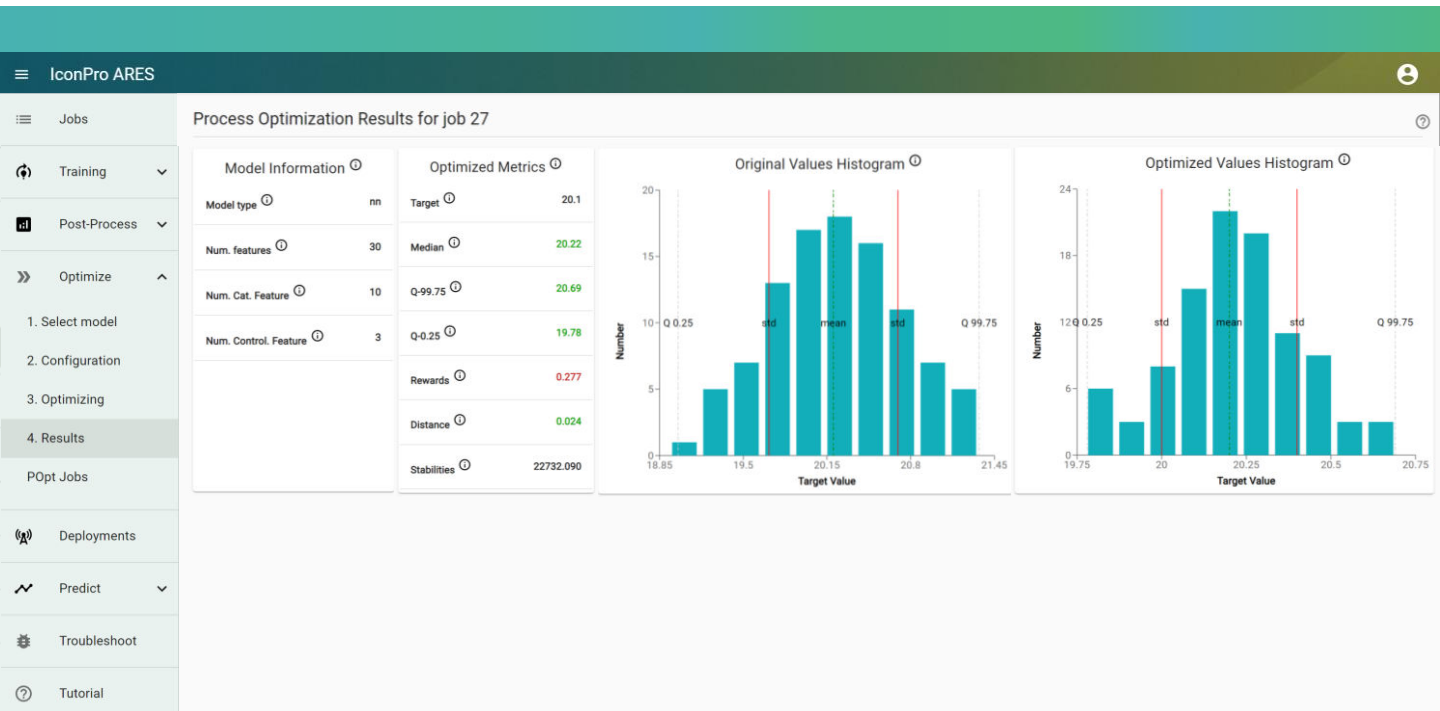 IconPro ARES
Jobs
Training
Post-Process
Optimize
1. Select model
2. Configuration
3. Optimizing
4. Results
POpt Jobs
Deployments
Predict
Troubleshoot
Tutorial
Process Optimization Results for job 27
Model Information
Model type nn
Num. features 30
Num. Cat. Feature 10
Num. Control. Feature 3
Optimized Metrics
Target 20.1
Median 20.22
Q-99.75 20.69
Q-0.25 19.78
Rewards 0.277
Distance 0.024
Stabilities 22732.090
Original Values Histogram
Number
20
15
10
5
0
Q 0.25 std mean std Q 99.75
18.85 19.5 20.15 20.8 21.45
Target Value
Optimized Values Histogram
Number
24
18
12
6
0
Q 0.25 std mean std Q 99.75
19.75 20 20.25 20.5 20.75
Target Value